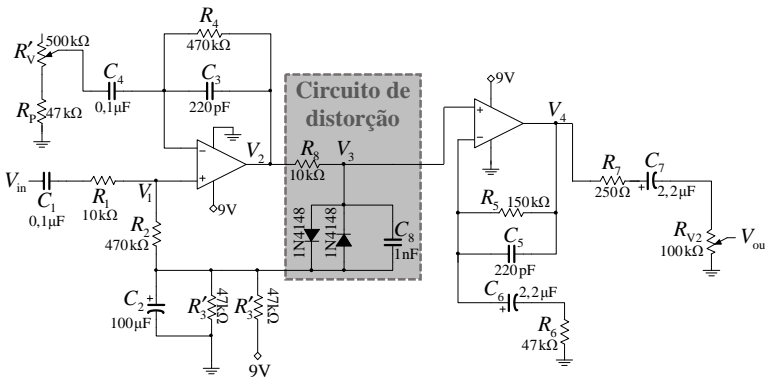 R₄
470kΩ
R′V 500kΩ
C₄
0,1µF
C₃
220pF
RP 47kΩ
Circuito de
distorção
9V
V₄
V₂
R₈
10kΩ
V₃
Vin
C₁
0,1µF
R₁
10kΩ
V₁
9V
R₇
250Ω
C₇
2,2µF
R₅ 150kΩ
R₂
470kΩ
1N4148
1N4148
C₈
1nF
C₅
220pF
RV2
100kΩ
Vou
C₂
100µF
R₃′
47kΩ
R₃′
47kΩ
9V
C₆ 2,2µF
R₆
47kΩ